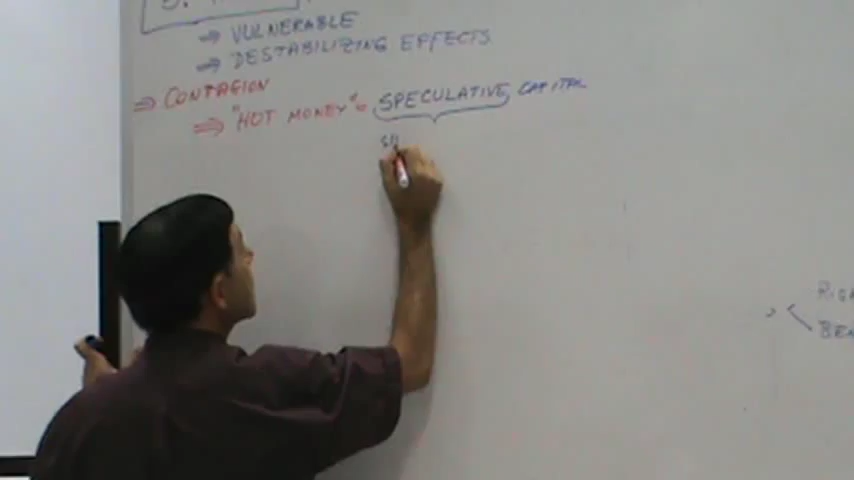 ⇒ VULNERABLE
⇒ DESTABILIZING EFFECTS
⇒ CONTAGION
⇒ "HOT MONEY" = SPECULATIVE CAPITAL